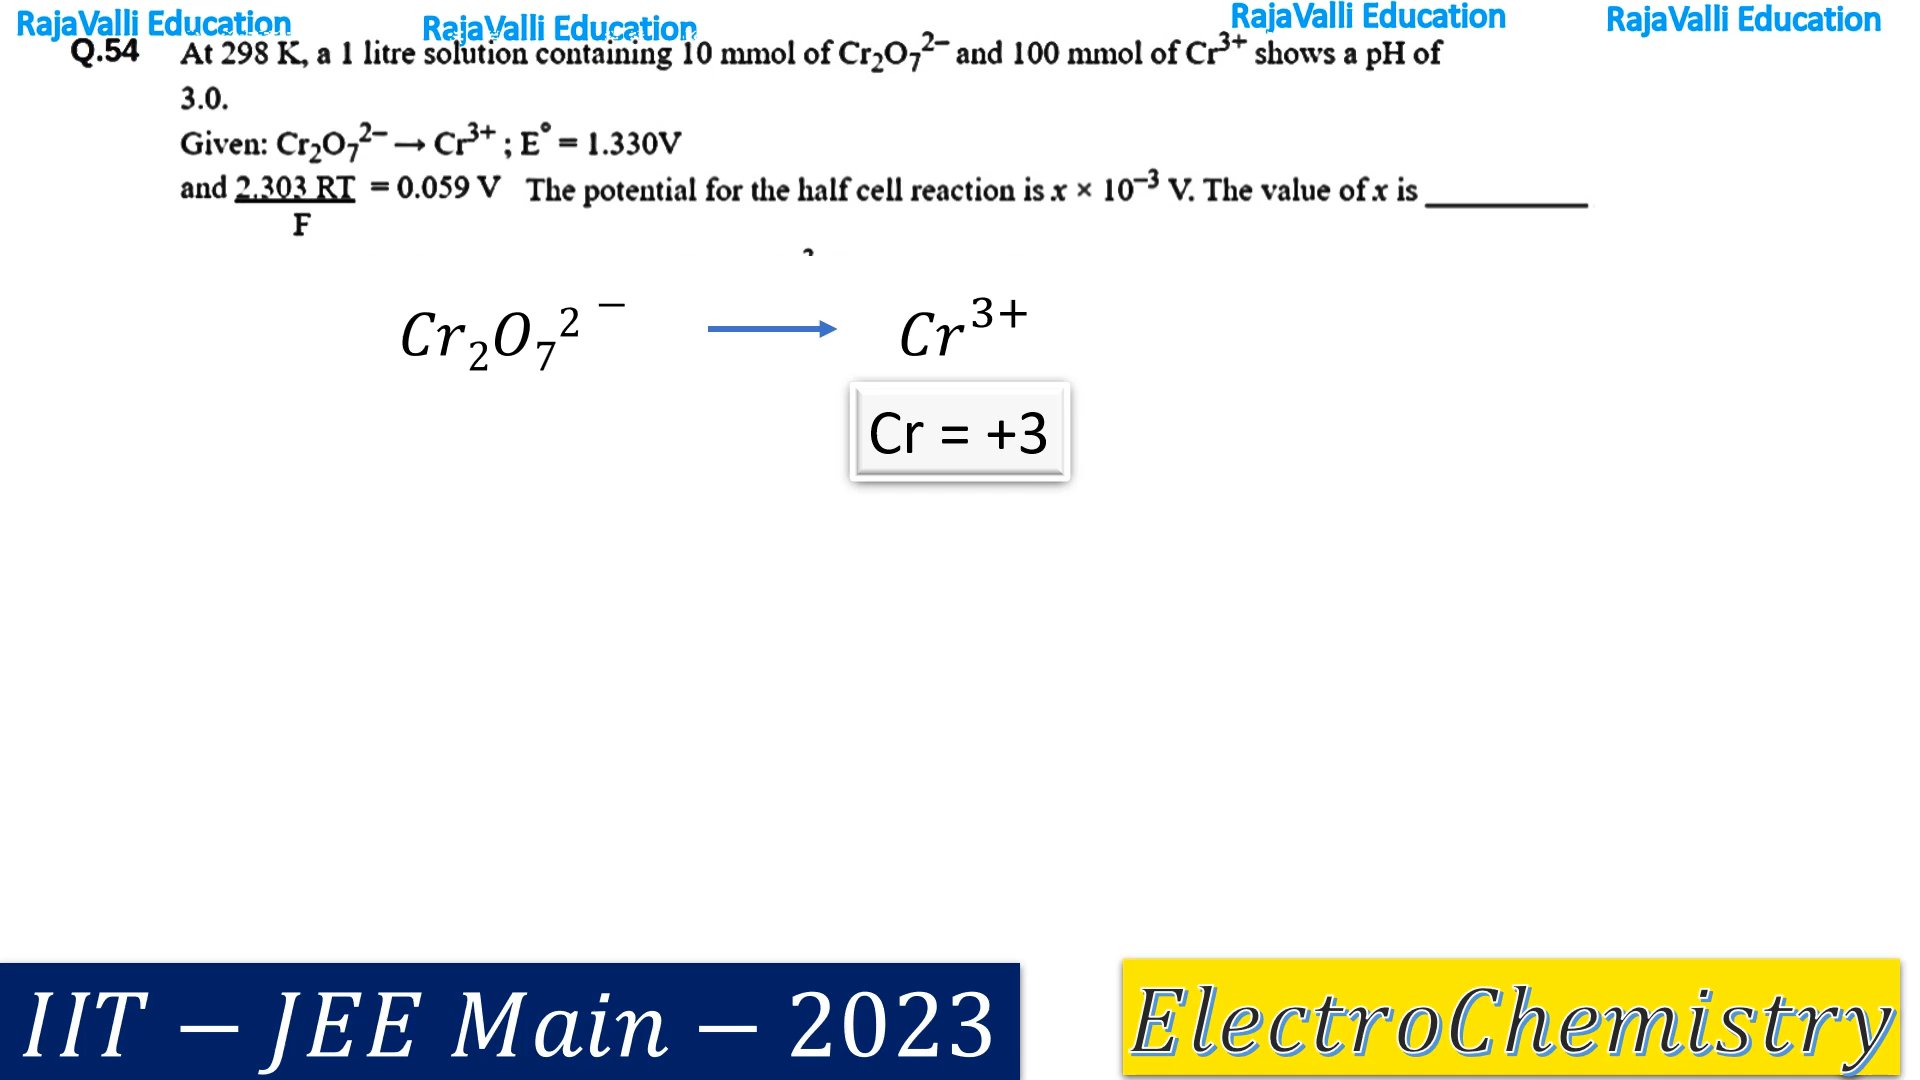 RajaValli Education RajaValli Education RajaValli Education RajaValli Education
Q.54 At 298 K, a 1 litre solution containing 10 mmol of Cr₂O₇²⁻ and 100 mmol of Cr³⁺ shows a pH of
3.0.
Given: Cr₂O₇²⁻ → Cr³⁺ ; E° = 1.330V
and 2.303 RT / F = 0.059 V The potential for the half cell reaction is x × 10⁻³ V. The value of x is ________
Cr₂O₇²⁻ → Cr³⁺
Cr = +3
IIT – JEE Main – 2023
ElectroChemistry